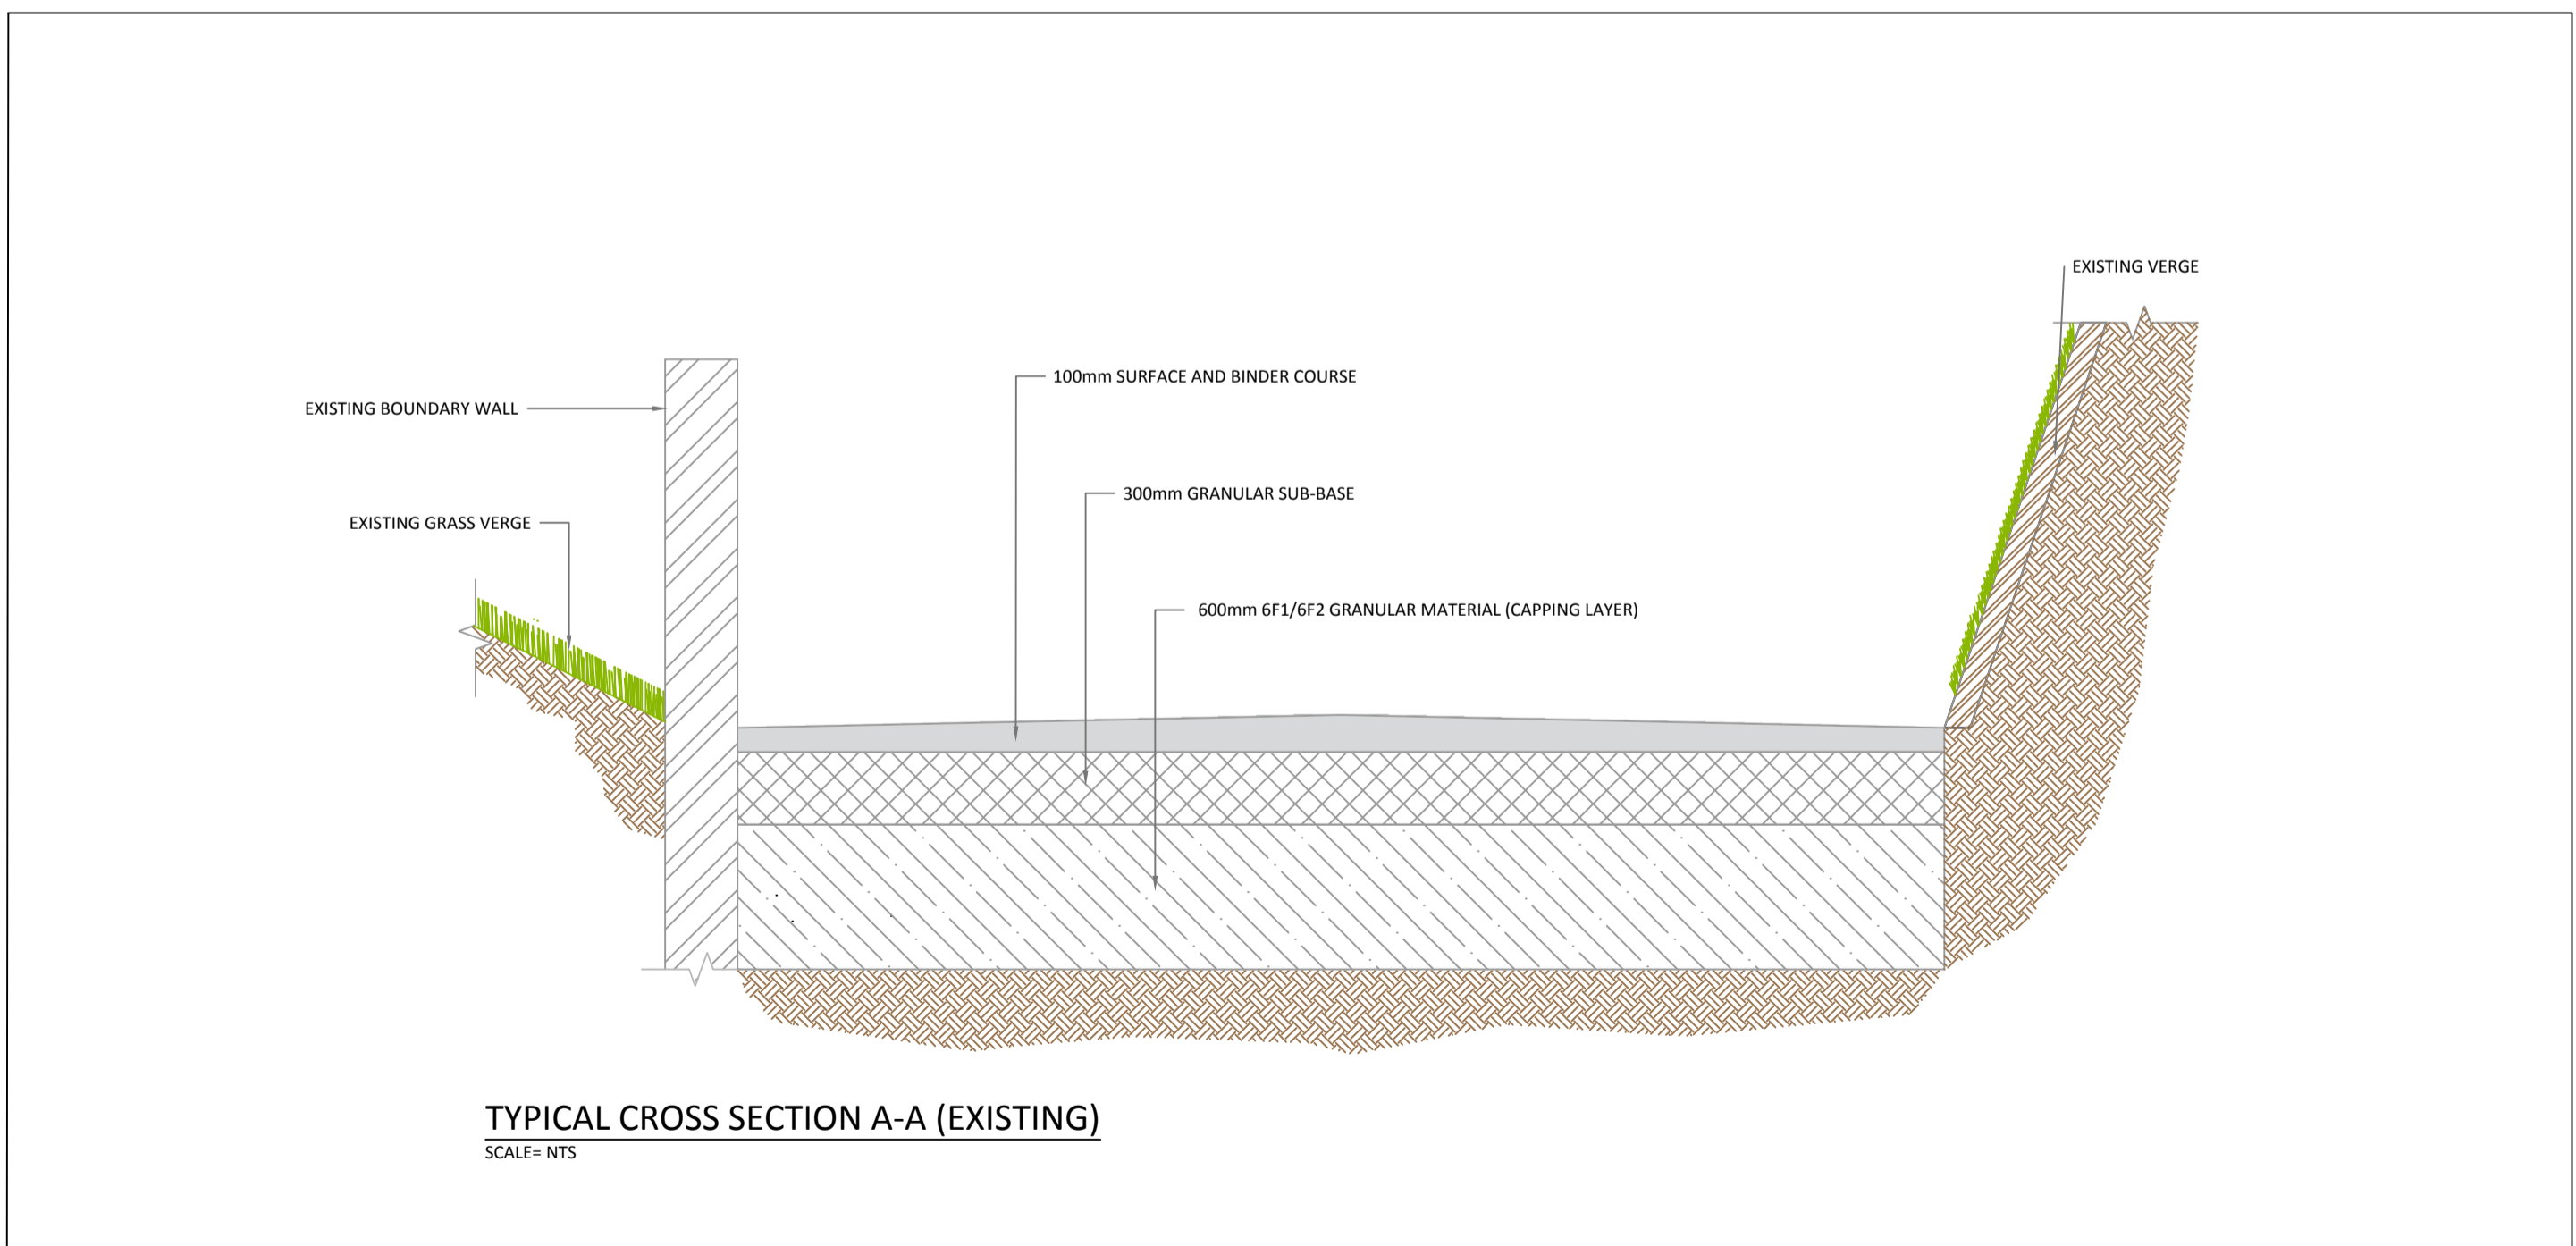 EXISTING VERGE
100mm SURFACE AND BINDER COURSE
EXISTING BOUNDARY WALL
300mm GRANULAR SUB-BASE
EXISTING GRASS VERGE
600mm 6F1/6F2 GRANULAR MATERIAL (CAPPING LAYER)
TYPICAL CROSS SECTION A-A (EXISTING)
SCALE= NTS